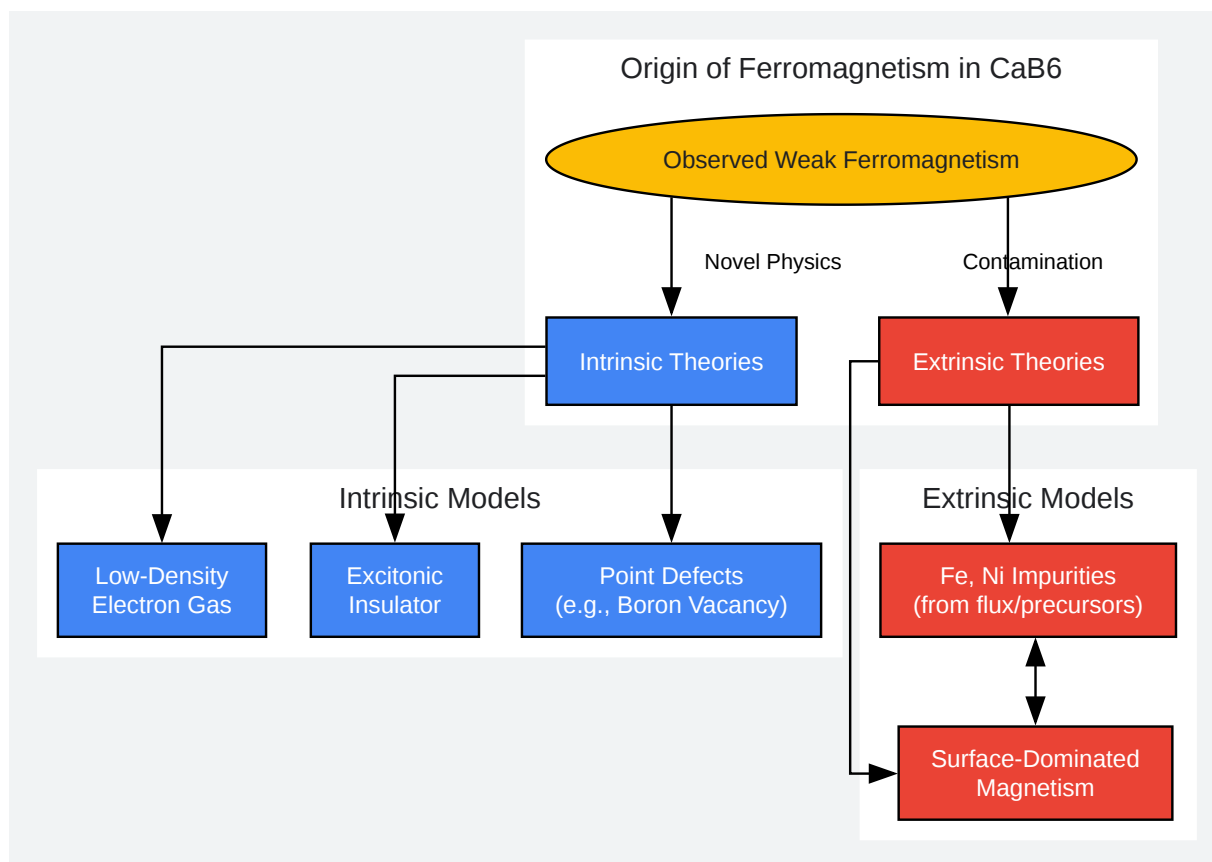 Origin of Ferromagnetism in CaB6
Observed Weak Ferromagnetism
Novel Physics
Contamination
Intrinsic Theories
Extrinsic Theories
Intrinsic Models
Extrinsic Models
Low-Density
Electron Gas
Excitonic
Insulator
Point Defects
(e.g., Boron Vacancy)
Fe, Ni Impurities
(from flux/precursors)
Surface-Dominated
Magnetism